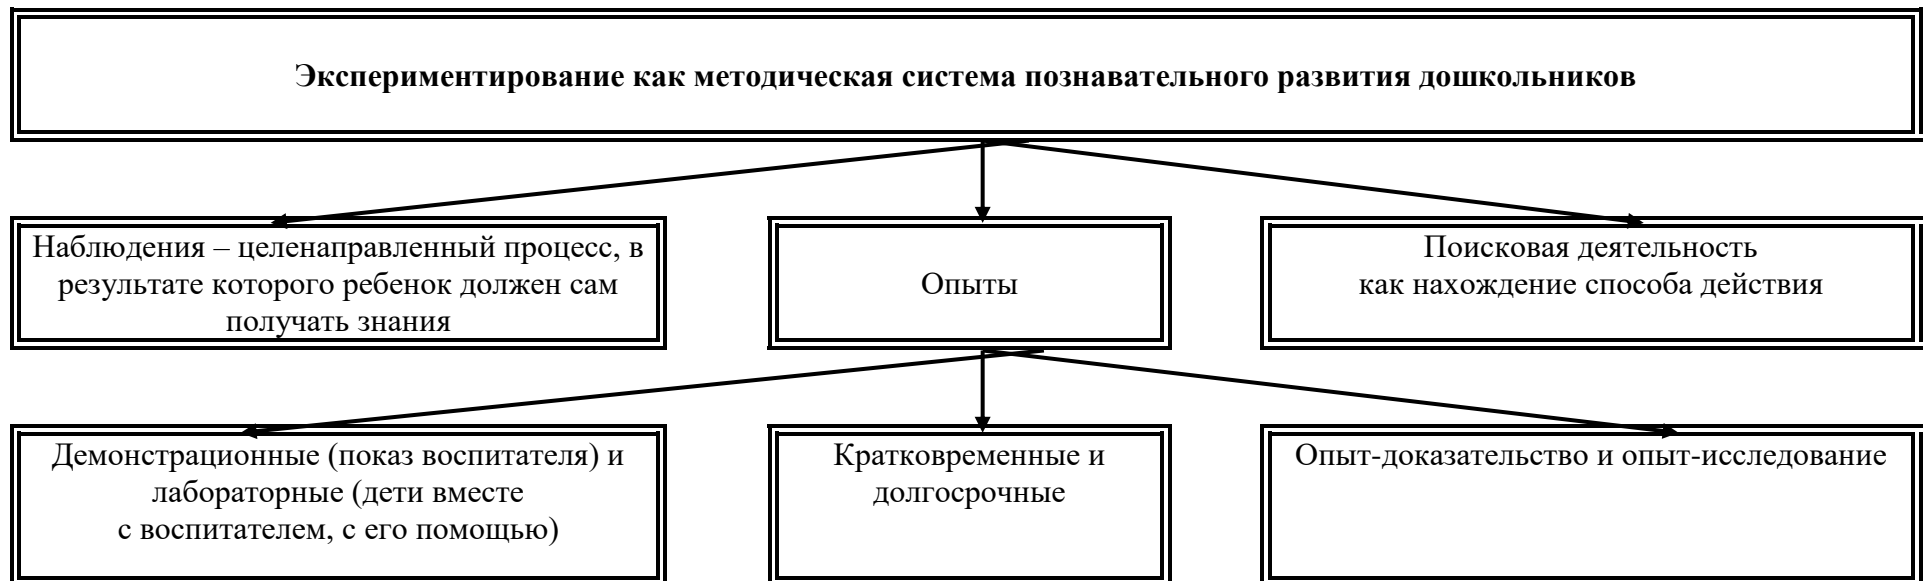 Экспериментирование как методическая система познавательного развития дошкольников
Наблюдения – целенаправленный процесс, в
результате которого ребенок должен сам
получать знания
Опыты
Поисковая деятельность
как нахождение способа действия
Демонстрационные (показ воспитателя) и
лабораторные (дети вместе
с воспитателем, с его помощью)
Кратковременные и
долгосрочные
Опыт-доказательство и опыт-исследование